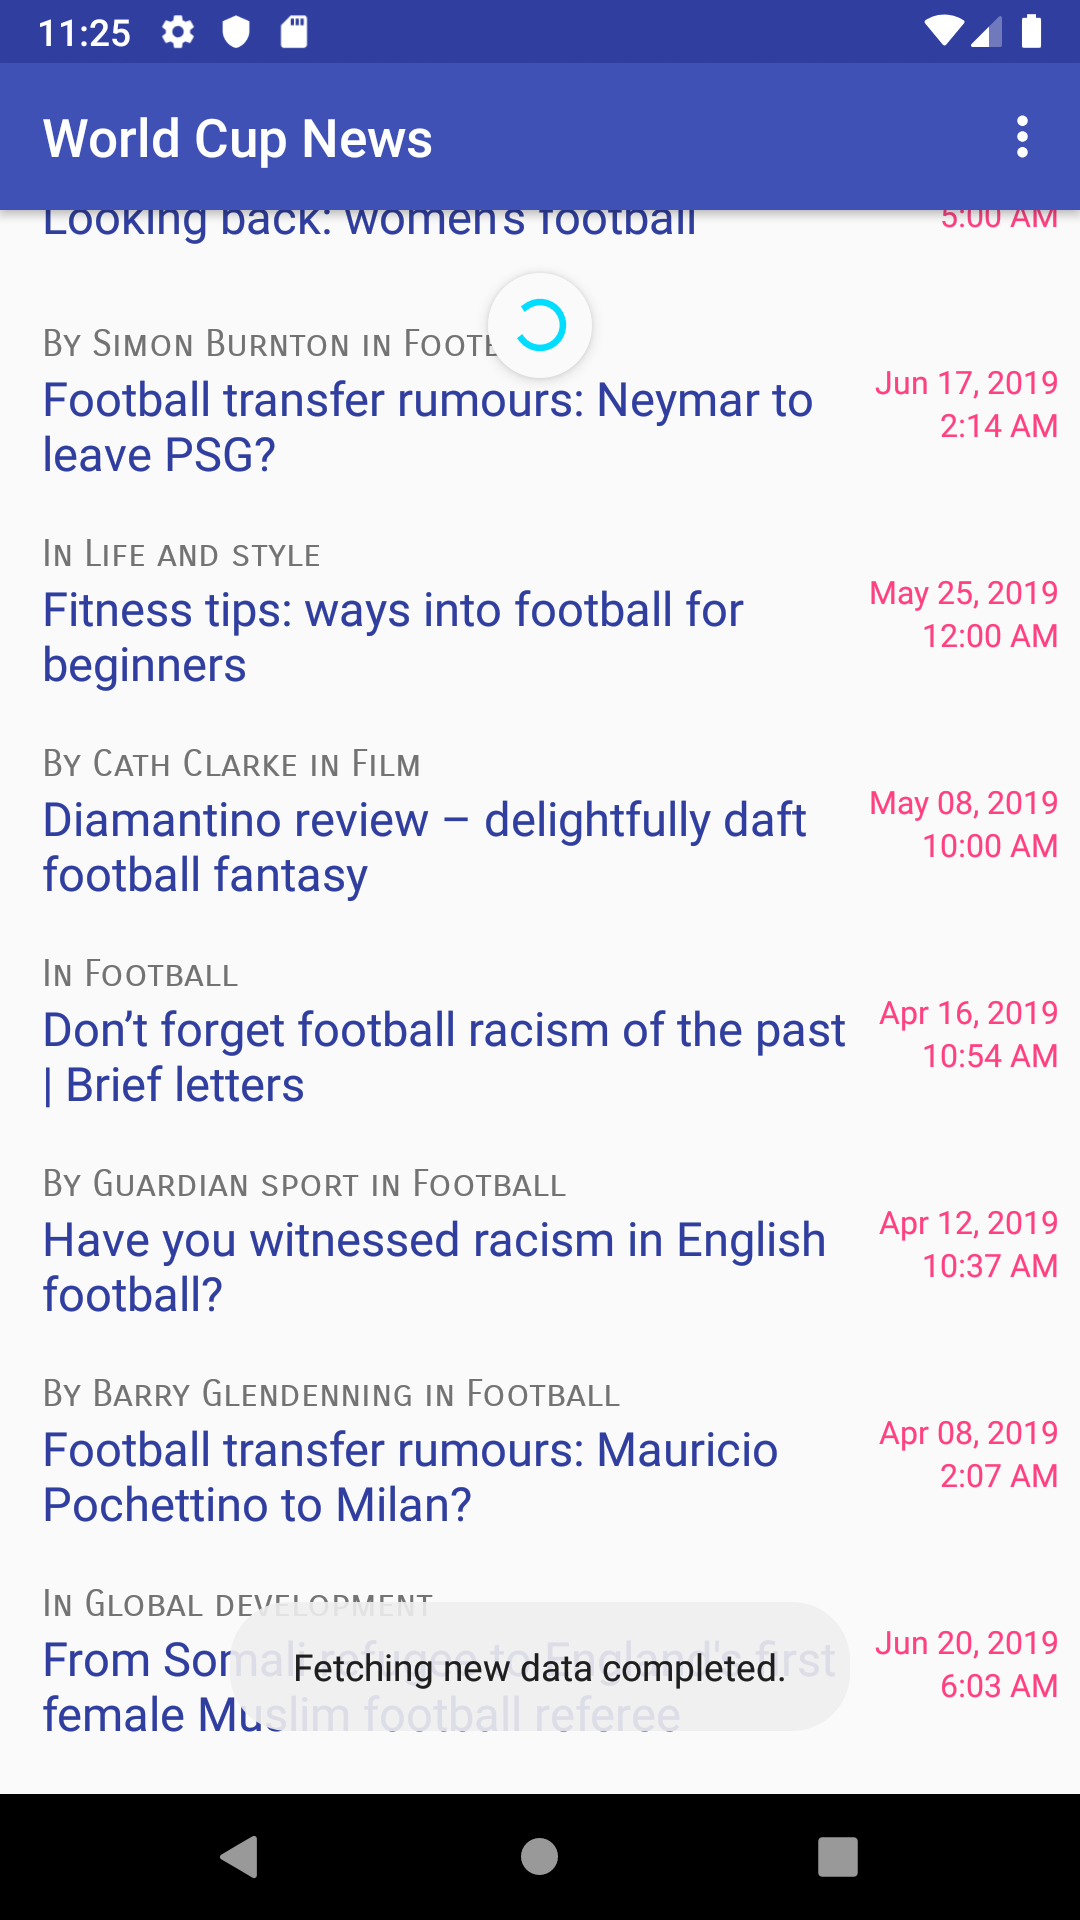 11:25
World Cup News
Looking back: women's football
5:00 AM
By Simon Burnton in
Football transfer rumours: Neymar to
leave PSG?
Jun 17, 2019
2:14 AM
In Life and style
Fitness tips: ways into football for
beginners
May 25, 2019
12:00 AM
By Cath Clarke in Film
Diamantino review – delightfully daft
football fantasy
May 08, 2019
10:00 AM
In Football
Don’t forget football racism of the past
| Brief letters
Apr 16, 2019
10:54 AM
By Guardian sport in Football
Have you witnessed racism in English
football?
Apr 12, 2019
10:37 AM
By Barry Glendenning in Football
Football transfer rumours: Mauricio
Pochettino to Milan?
Apr 08, 2019
2:07 AM
In Global development
From Somali refugee to England's first
female Muslim football referee
Jun 20, 2019
6:03 AM
Fetching new data completed.